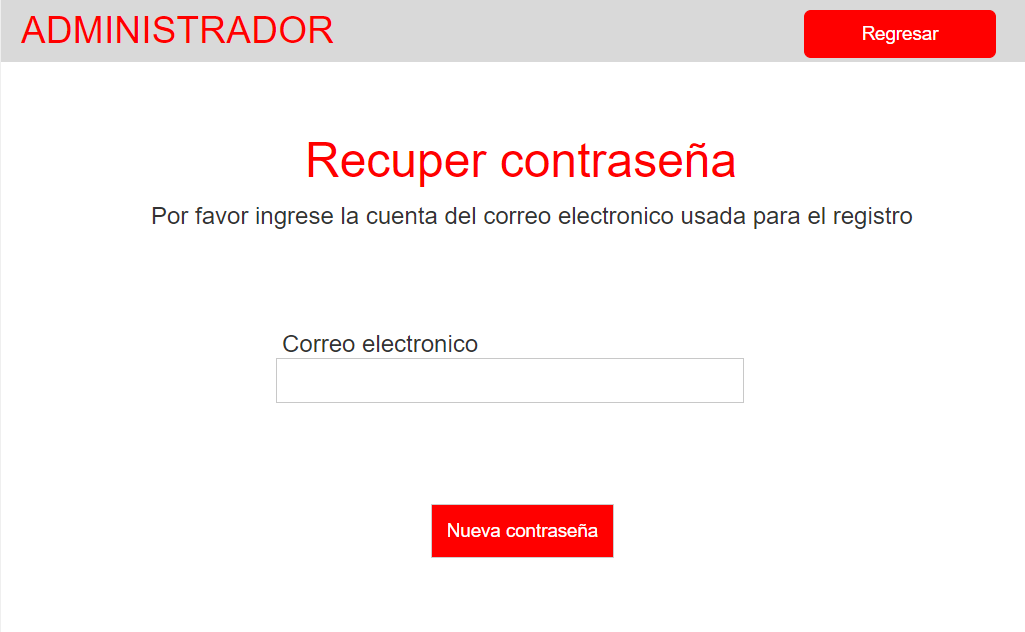 ADMINISTRADOR
Regresar
Recuper contraseña
Por favor ingrese la cuenta del correo electronico usada para el registro
Correo electronico
Nueva contraseña